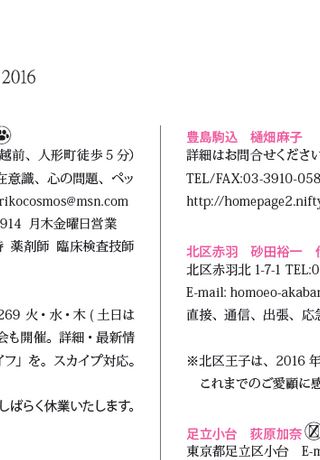 2016
越前、人形町徒歩 5 分)
在意識、心の問題、ペッ
rikocosmos@msn.com
914 月木金曜日営業
薬剤師 臨床検査技師
269 火・水・木 ( 土日は
会も開催。詳細・最新情
イフ」を。スカイプ対応。
しばらく休業いたします。
豊島駒込 樋畑麻子
詳細はお問合せください
TEL/FAX:03-3910-058
http://homepage2.nifty
北区赤羽 砂田裕一
北区赤羽北 1-7-1 TEL:0
E-mail: homoeo-akabar
直接、通信、出張、応急
※北区王子は、2016 年
これまでのご愛顧に感
足立小台 荻原加奈
東京都足立区小台 E-m